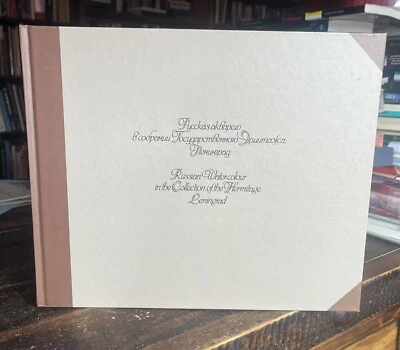 Русская акварель
в собрании Государственного Эрмитажа
Ленинград
Russian Watercolour
in the Collection of the Hermitage
Leningrad